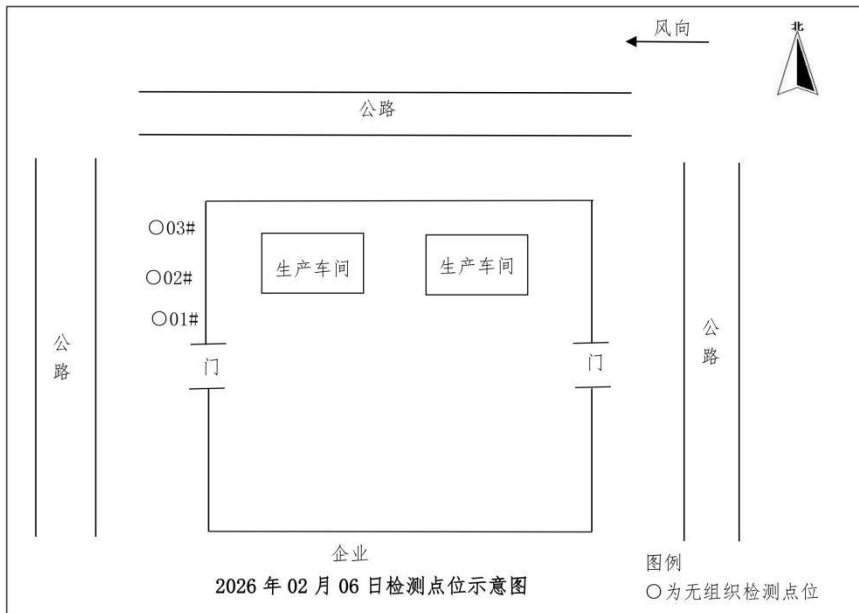 风向
北
公路
○03#
生产车间
生产车间
○02#
○01#
公路
公路
门
门
企业
2026 年 02 月 06 日检测点位示意图
图例
○为无组织检测点位